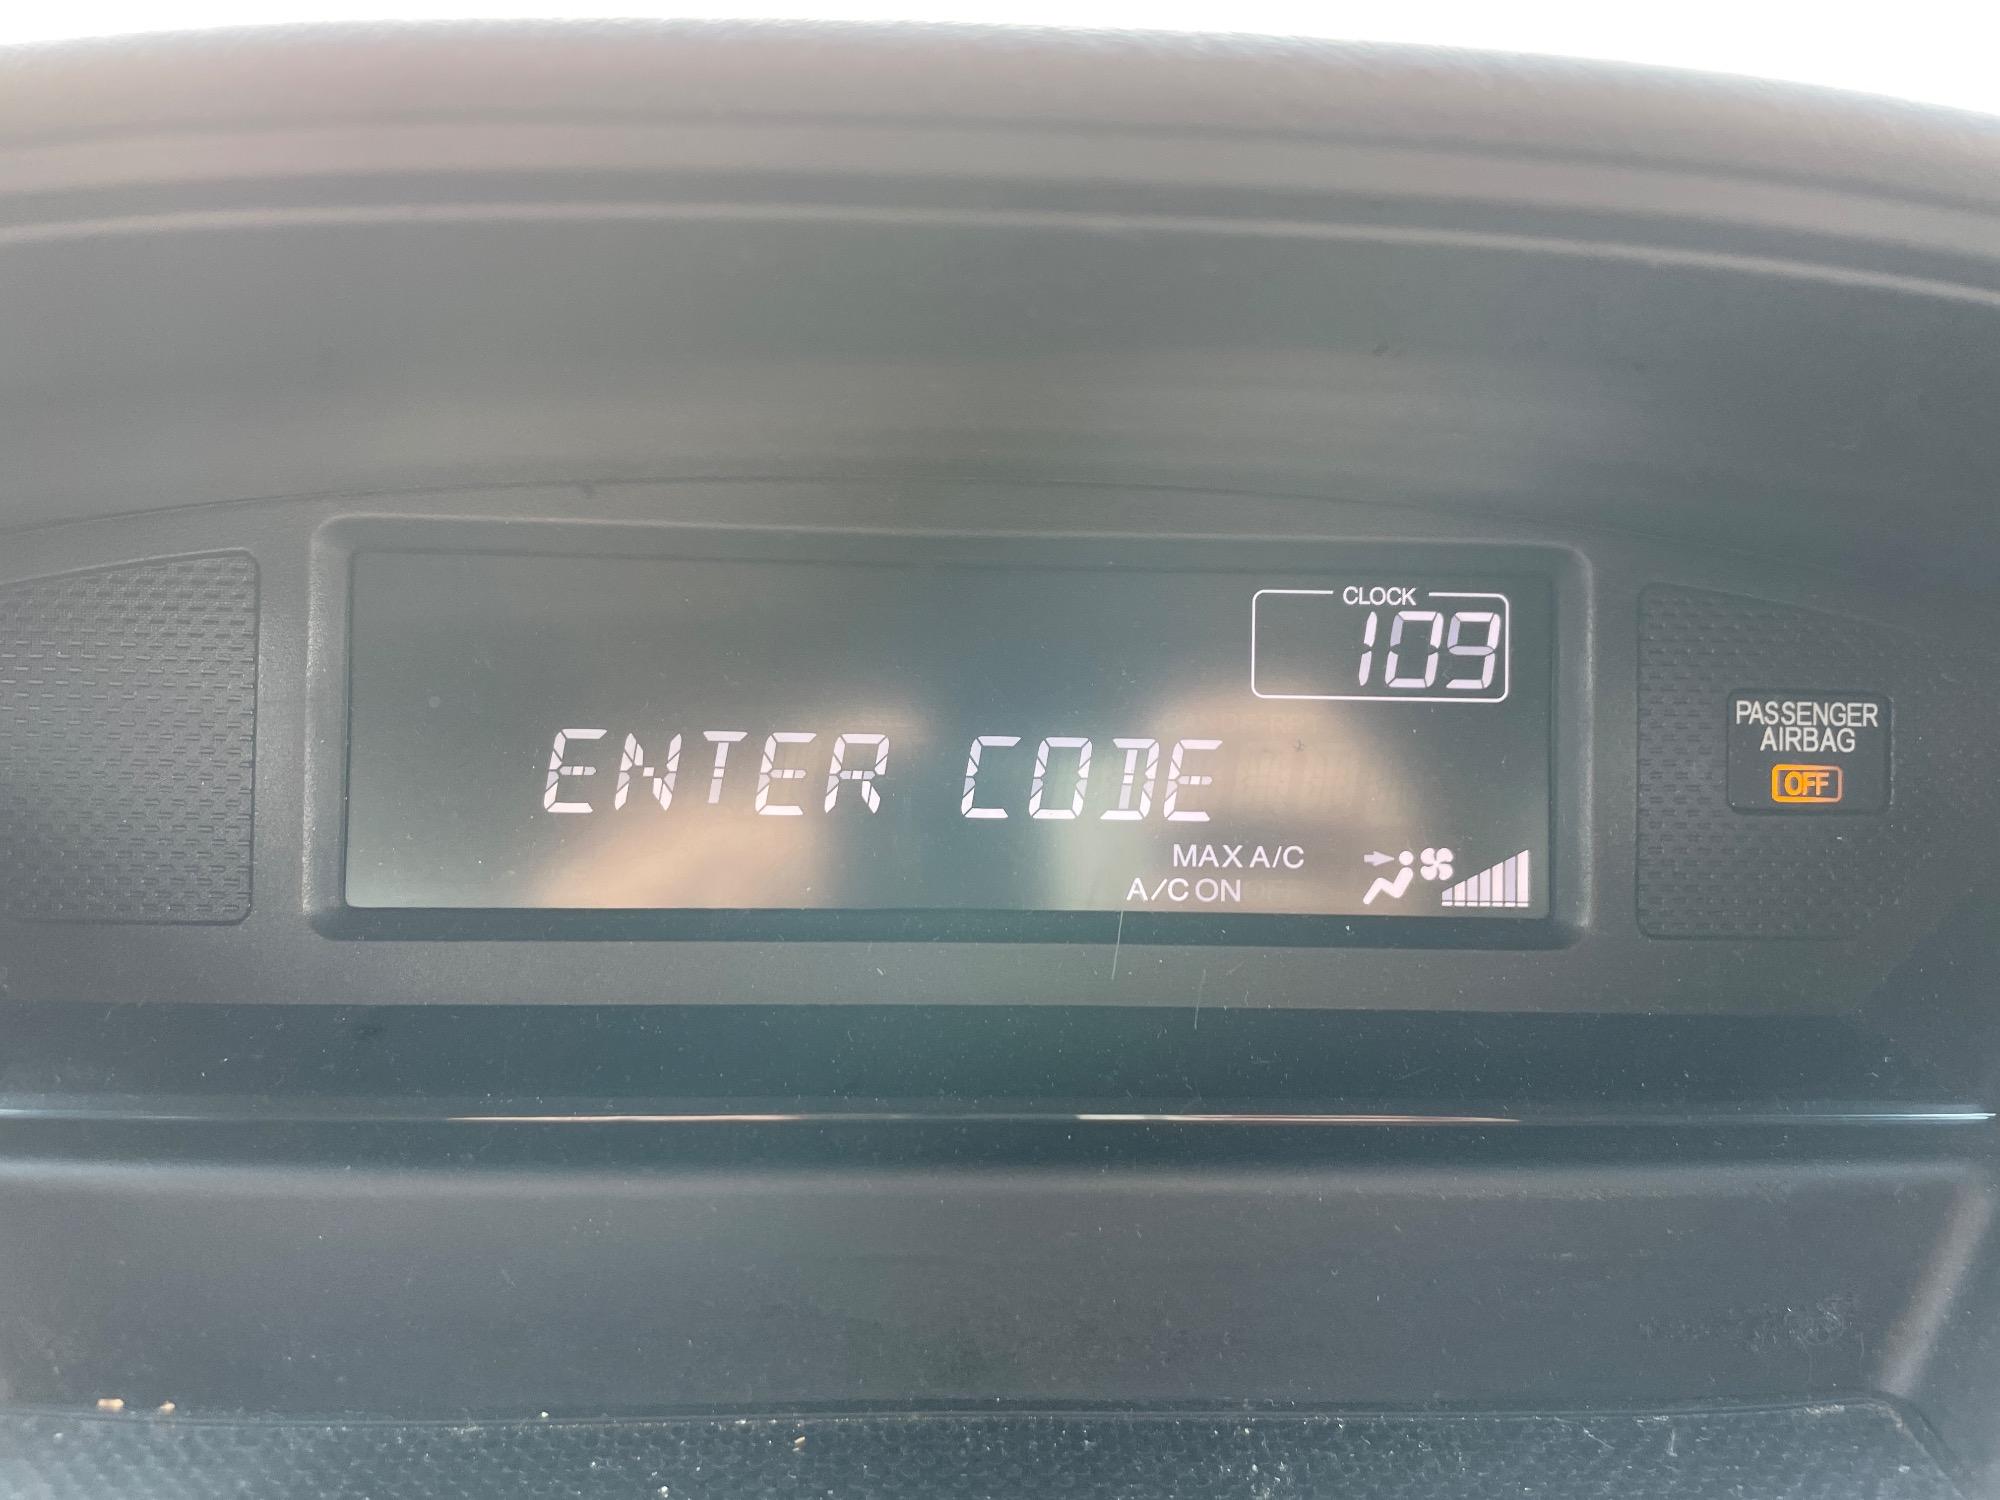 CLOCK
109
ENTER CODE
PASSENGER
AIRBAG
OFF
MAX A/C
A/C ON